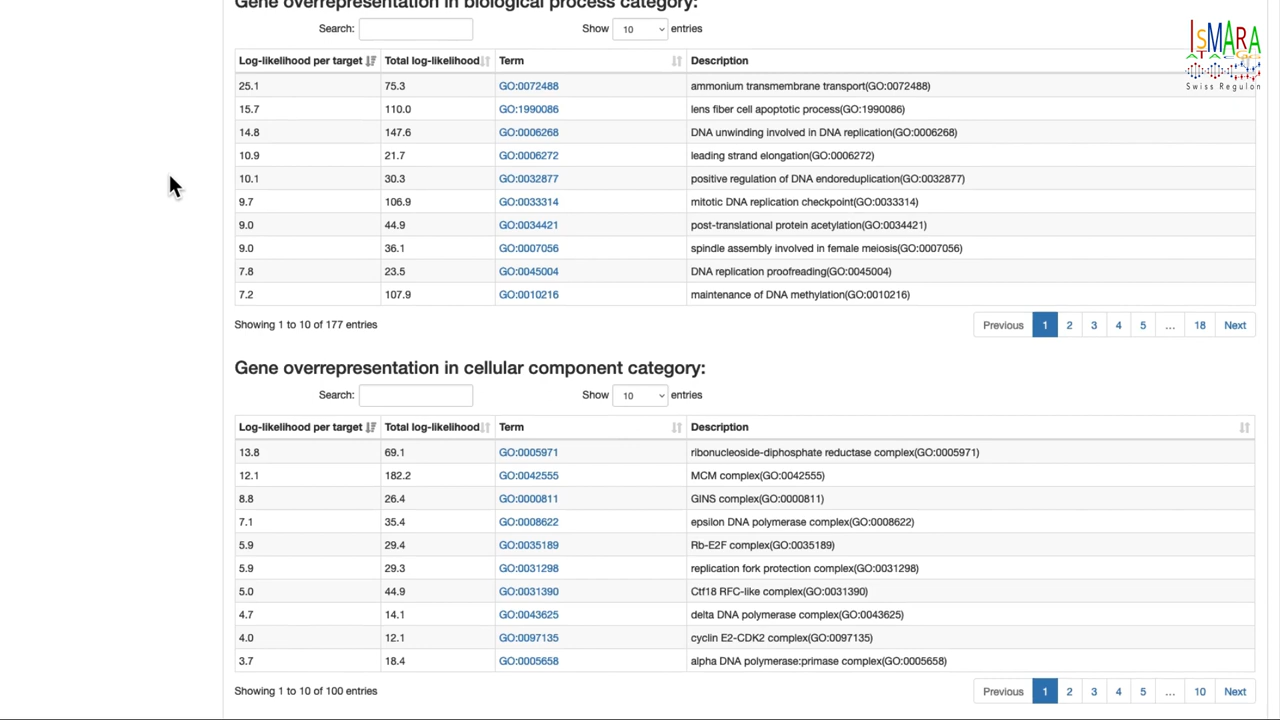 Gene overrepresentation in biological process category:
Search: Show 10 entries
Log-likelihood per target Total log-likelihood Term Description
25.1 75.3 GO:0072488 ammonium transmembrane transport(GO:0072488)
15.7 110.0 GO:1990086 lens fiber cell apoptotic process(GO:1990086)
14.8 147.6 GO:0006268 DNA unwinding involved in DNA replication(GO:0006268)
10.9 21.7 GO:0006272 leading strand elongation(GO:0006272)
10.1 30.3 GO:0032877 positive regulation of DNA endoreduplication(GO:0032877)
9.7 106.9 GO:0033314 mitotic DNA replication checkpoint(GO:0033314)
9.0 44.9 GO:0034421 post-translational protein acetylation(GO:0034421)
9.0 36.1 GO:0007056 spindle assembly involved in female meiosis(GO:0007056)
7.8 23.5 GO:0045004 DNA replication proofreading(GO:0045004)
7.2 107.9 GO:0010216 maintenance of DNA methylation(GO:0010216)
Showing 1 to 10 of 177 entries Previous 1 2 3 4 5 ... 18 Next
Gene overrepresentation in cellular component category:
Search: Show 10 entries
Log-likelihood per target Total log-likelihood Term Description
13.8 69.1 GO:0005971 ribonucleoside-diphosphate reductase complex(GO:0005971)
12.1 182.2 GO:0042555 MCM complex(GO:0042555)
8.8 26.4 GO:0000811 GINS complex(GO:0000811)
7.1 35.4 GO:0008622 epsilon DNA polymerase complex(GO:0008622)
5.9 29.4 GO:0035189 Rb-E2F complex(GO:0035189)
5.9 29.3 GO:0031298 replication fork protection complex(GO:0031298)
5.0 44.9 GO:0031390 Ctf18 RFC-like complex(GO:0031390)
4.7 14.1 GO:0043625 delta DNA polymerase complex(GO:0043625)
4.0 12.1 GO:0097135 cyclin E2-CDK2 complex(GO:0097135)
3.7 18.4 GO:0005658 alpha DNA polymerase:primase complex(GO:0005658)
Showing 1 to 10 of 100 entries Previous 1 2 3 4 5 ... 10 Next
ISMARA
Swiss Regulon